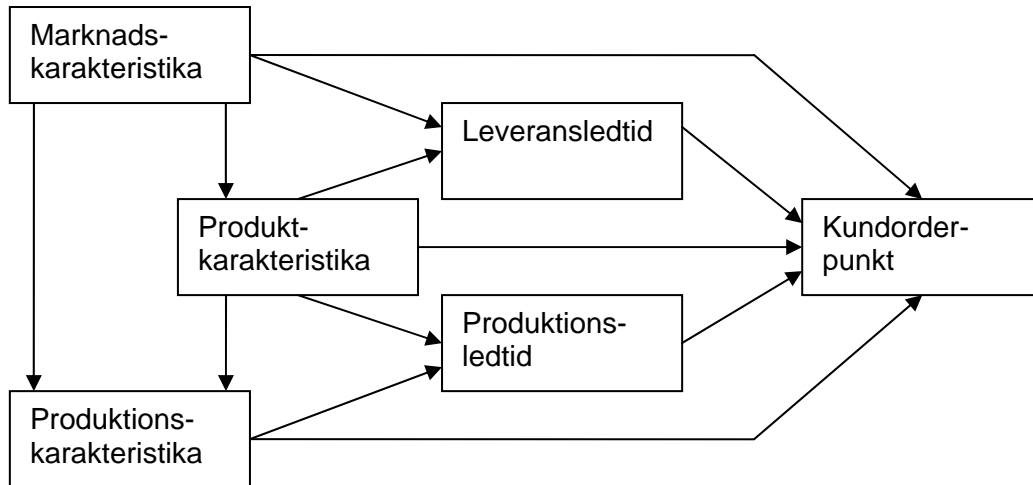 Marknads-
karakteristika
Leveransledtid
Produkt-
karakteristika
Kundorder-
punkt
Produktions-
ledtid
Produktions-
karakteristika